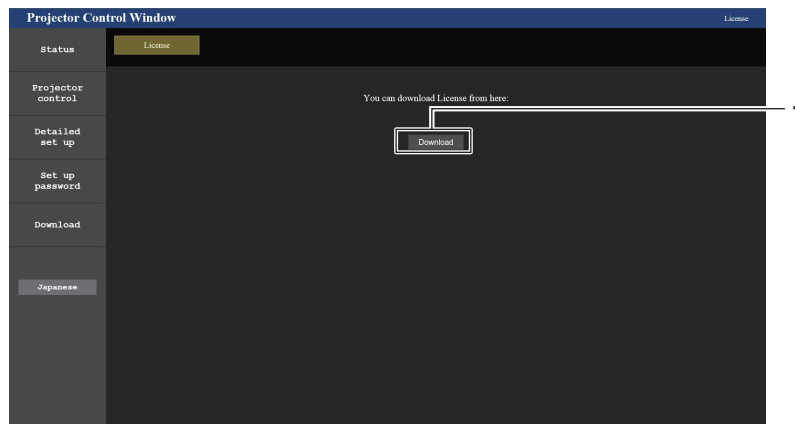 Projector Control Window
License
Status
License
Projector
control
You can download License from here:
Download
Detailed
set up
Set up
password
Download
Japanese